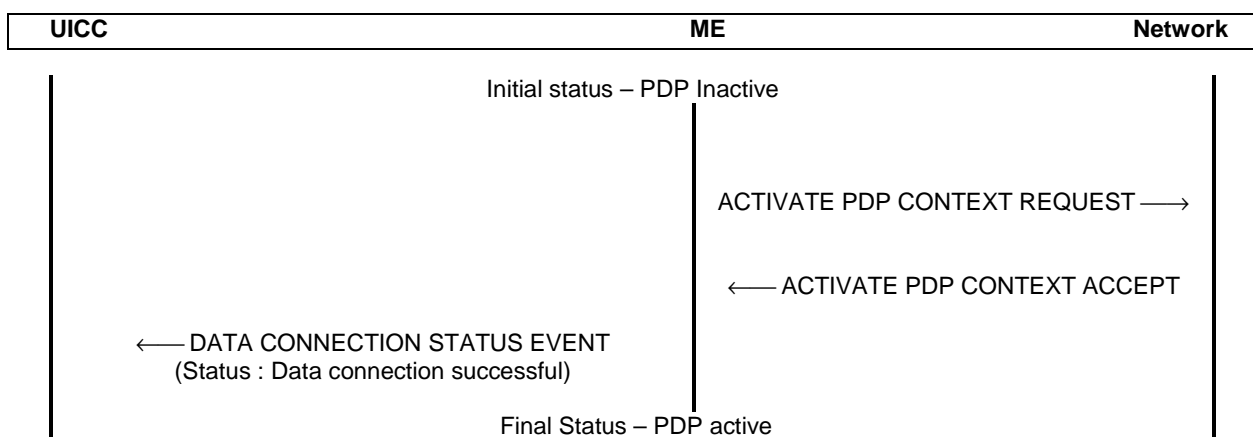 UICC ME Network
Initial status – PDP Inactive
ACTIVATE PDP CONTEXT REQUEST ⟶
⟵ ACTIVATE PDP CONTEXT ACCEPT
⟵ DATA CONNECTION STATUS EVENT
(Status : Data connection successful)
Final Status – PDP active